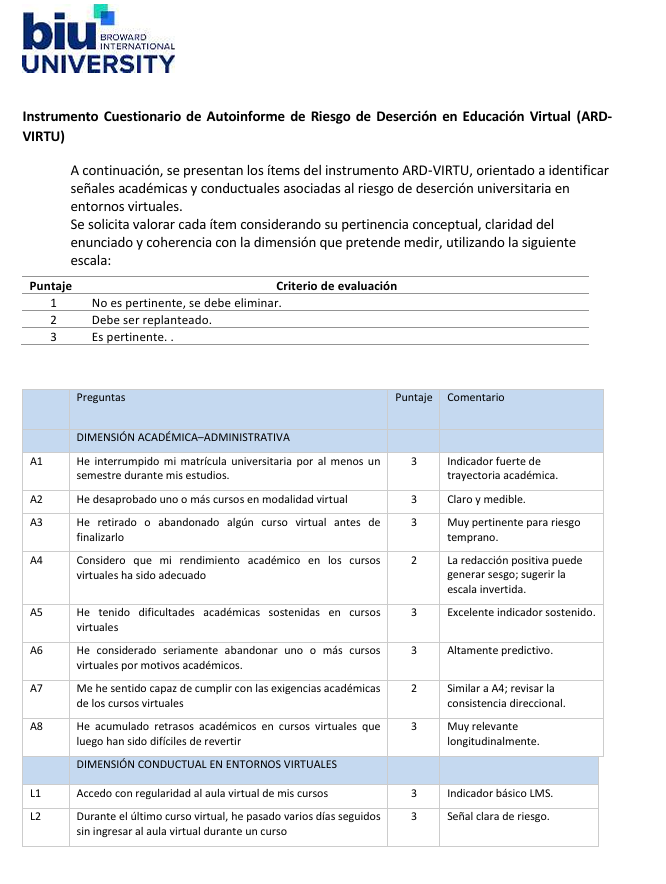 biu BROWARD
INTERNATIONAL
UNIVERSITY
Instrumento Cuestionario de Autoinforme de Riesgo de Deserción en Educación Virtual (ARD-
VIRTU)
A continuación, se presentan los ítems del instrumento ARD-VIRTU, orientado a identificar
señales académicas y conductuales asociadas al riesgo de deserción universitaria en
entornos virtuales.
Se solicita valorar cada ítem considerando su pertinencia conceptual, claridad del
enunciado y coherencia con la dimensión que pretende medir, utilizando la siguiente
escala:
Puntaje Criterio de evaluación
1 No es pertinente, se debe eliminar.
2 Debe ser replanteado.
3 Es pertinente. .
Preguntas Puntaje Comentario
DIMENSIÓN ACADÉMICA–ADMINISTRATIVA
A1 He interrumpido mi matrícula universitaria por al menos un 3 Indicador fuerte de
semestre durante mis estudios. trayectoria académica.
A2 He desaprobado uno o más cursos en modalidad virtual 3 Claro y medible.
A3 He retirado o abandonado algún curso virtual antes de 3 Muy pertinente para riesgo
finalizarlo temprano.
A4 Considero que mi rendimiento académico en los cursos 2 La redacción positiva puede
virtuales ha sido adecuado generar sesgo; sugerir la
escala invertida.
A5 He tenido dificultades académicas sostenidas en cursos 3 Excelente indicador sostenido.
virtuales
A6 He considerado seriamente abandonar uno o más cursos 3 Altamente predictivo.
virtuales por motivos académicos.
A7 Me he sentido capaz de cumplir con las exigencias académicas 2 Similar a A4; revisar la
de los cursos virtuales consistencia direccional.
A8 He acumulado retrasos académicos en cursos virtuales que 3 Muy relevante
luego han sido difíciles de revertir longitudinalmente.
DIMENSIÓN CONDUCTUAL EN ENTORNOS VIRTUALES
L1 Accedo con regularidad al aula virtual de mis cursos 3 Indicador básico LMS.
L2 Durante el último curso virtual, he pasado varios días seguidos 3 Señal clara de riesgo.
sin ingresar al aula virtual durante un curso